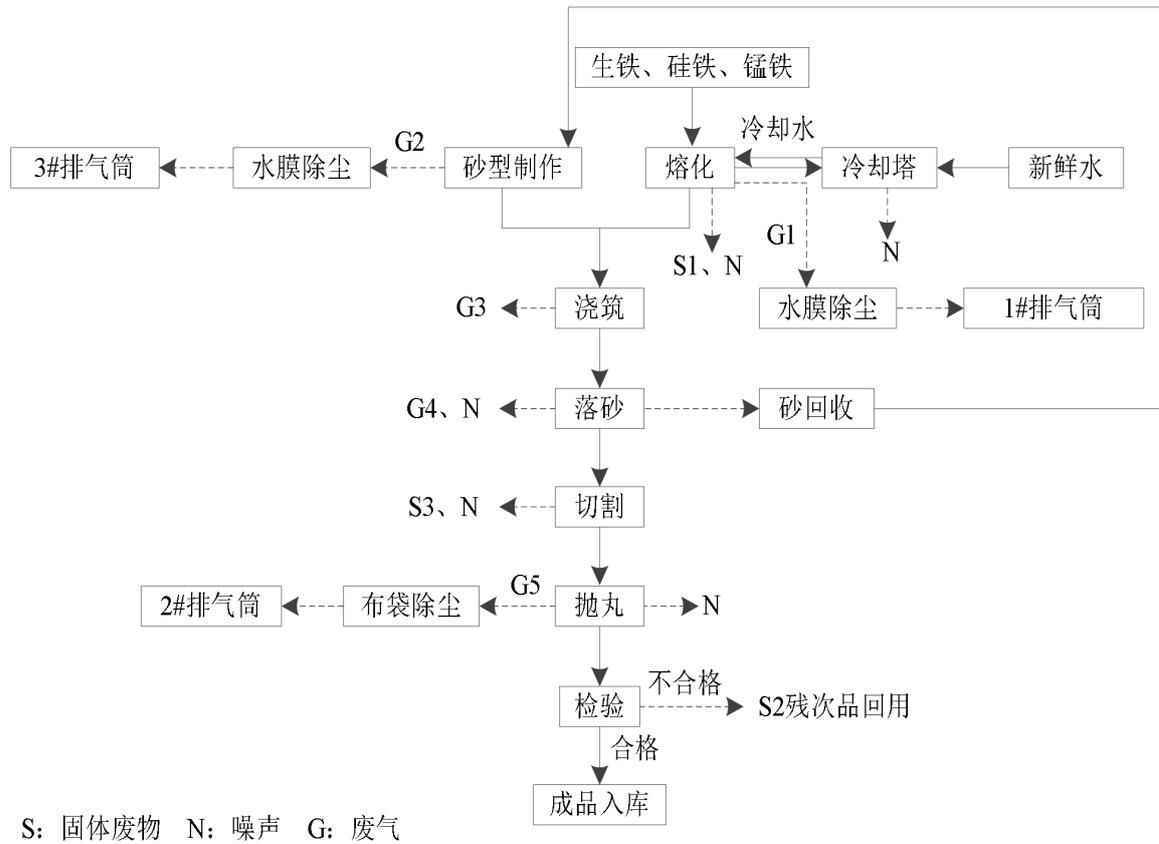 生铁、硅铁、锰铁
冷却水
G2
3#排气筒
水膜除尘
砂型制作
熔化
冷却塔
新鲜水
G1
S1、N
N
G3
浇筑
水膜除尘
1#排气筒
G4、N
落砂
砂回收
S3、N
切割
G5
2#排气筒
布袋除尘
抛丸
N
不合格
检验
S2残次品回用
合格
成品入库
S：固体废物 N：噪声 G：废气